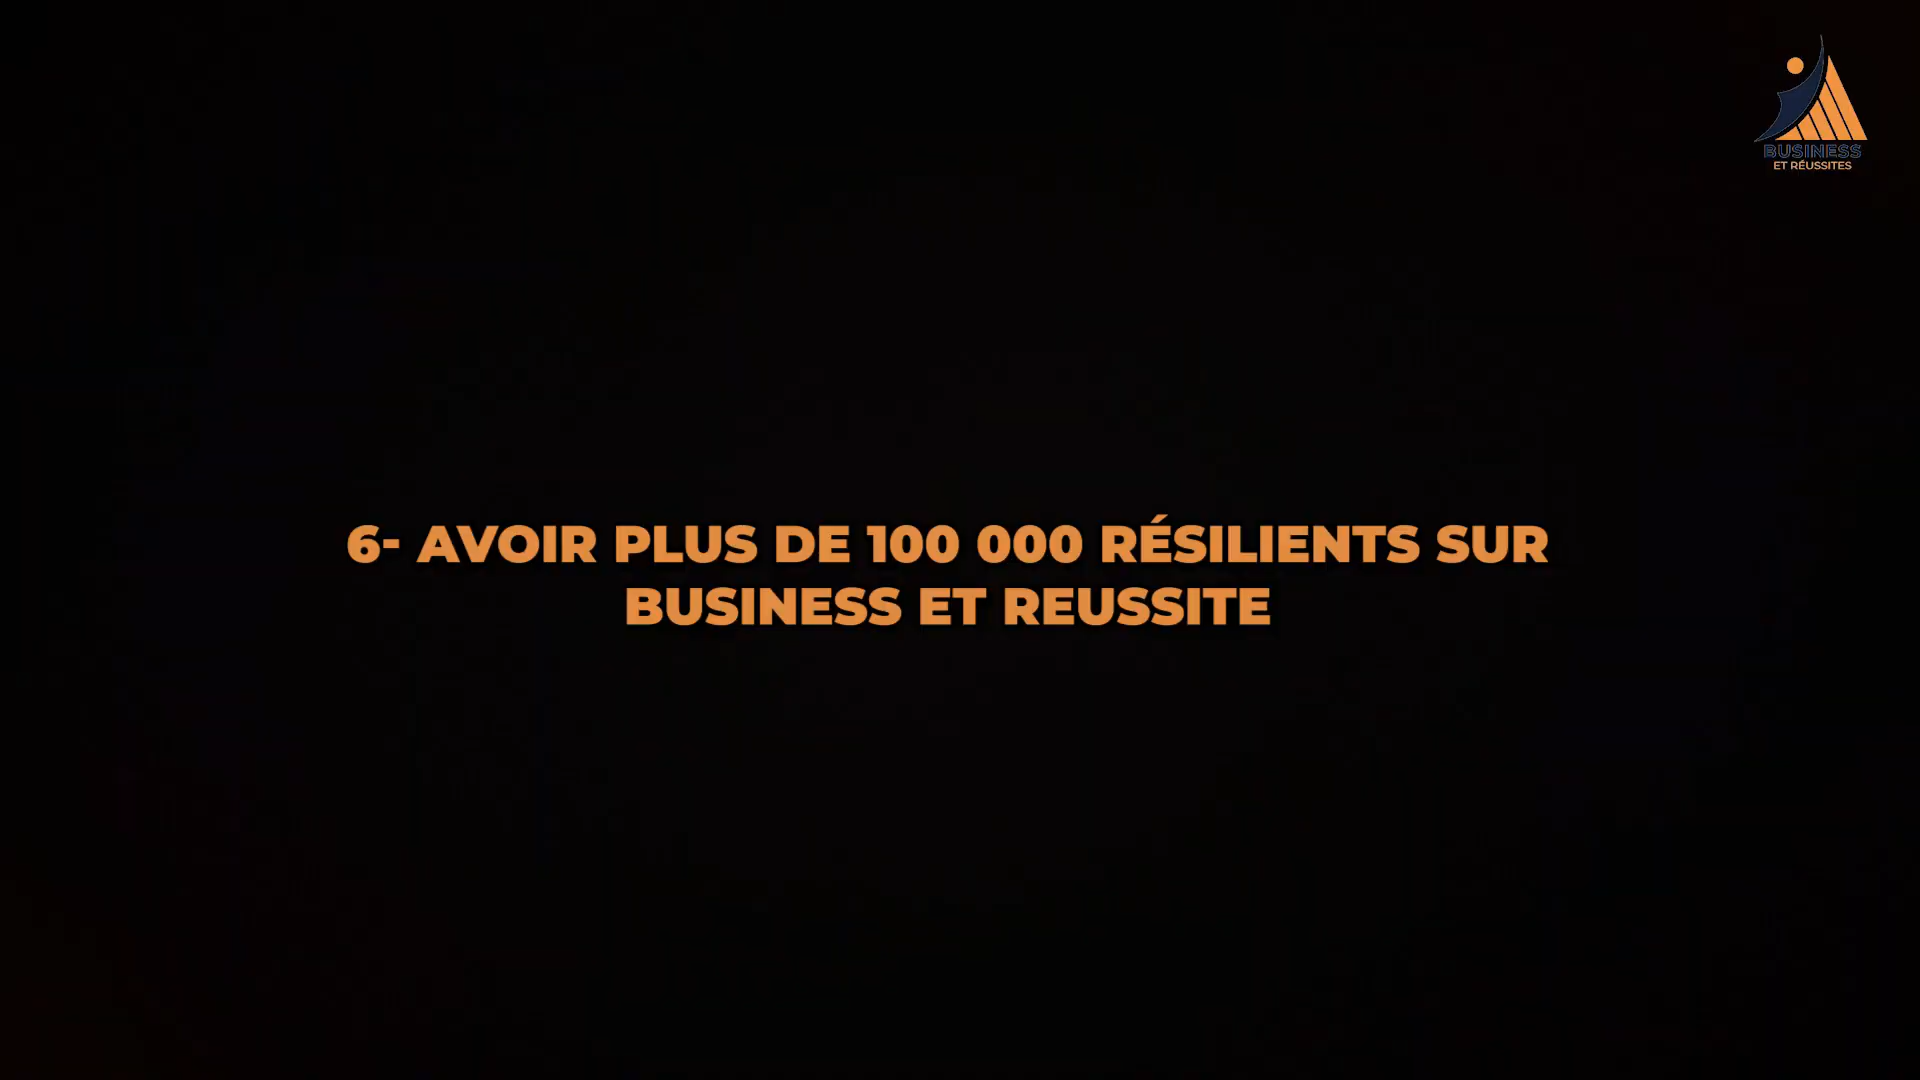 BUSINESS
ET RÉUSSITES
6- AVOIR PLUS DE 100 000 RÉSILIENTS SUR
BUSINESS ET REUSSITE